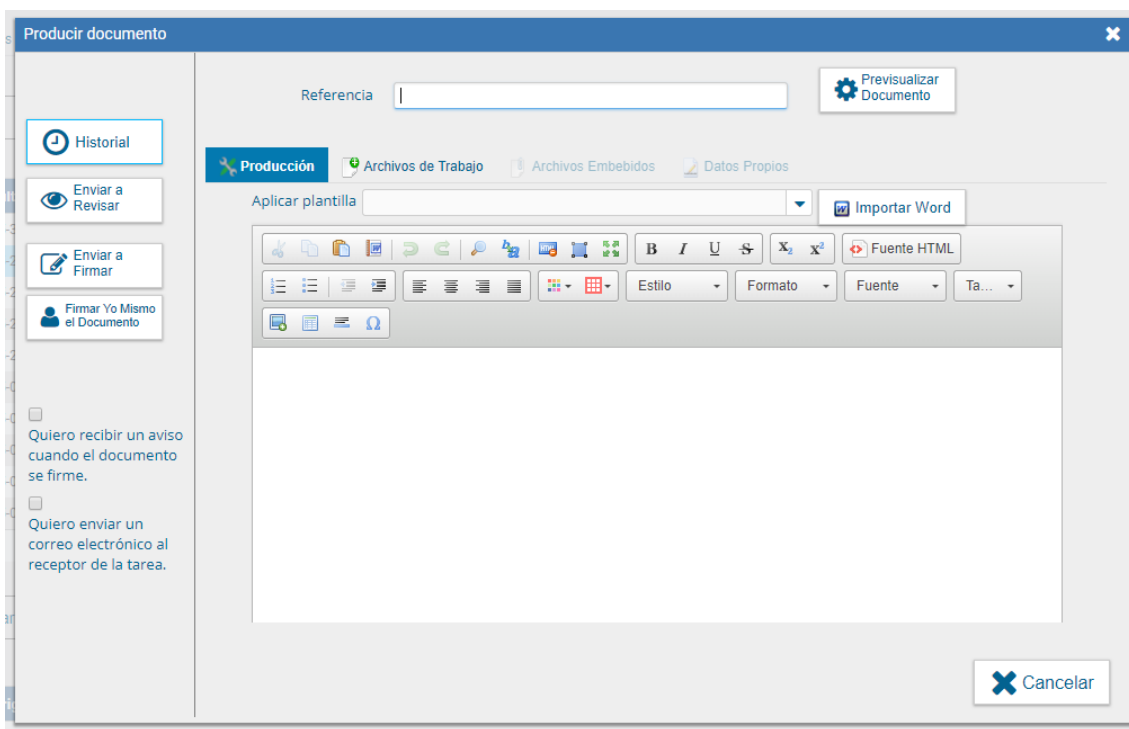 Producir documento
Referencia
Previsualizar
Documento
Historial
Enviar a
Revisar
Enviar a
Firmar
Firmar Yo Mismo
el Documento
Quiero recibir un aviso
cuando el documento
se firme.
Quiero enviar un
correo electrónico al
receptor de la tarea.
Producción
Archivos de Trabajo
Archivos Embebidos
Datos Propios
Aplicar plantilla
Importar Word
B I U S X₂ x² Fuente HTML
Estilo Formato Fuente Ta...
Ω
Cancelar